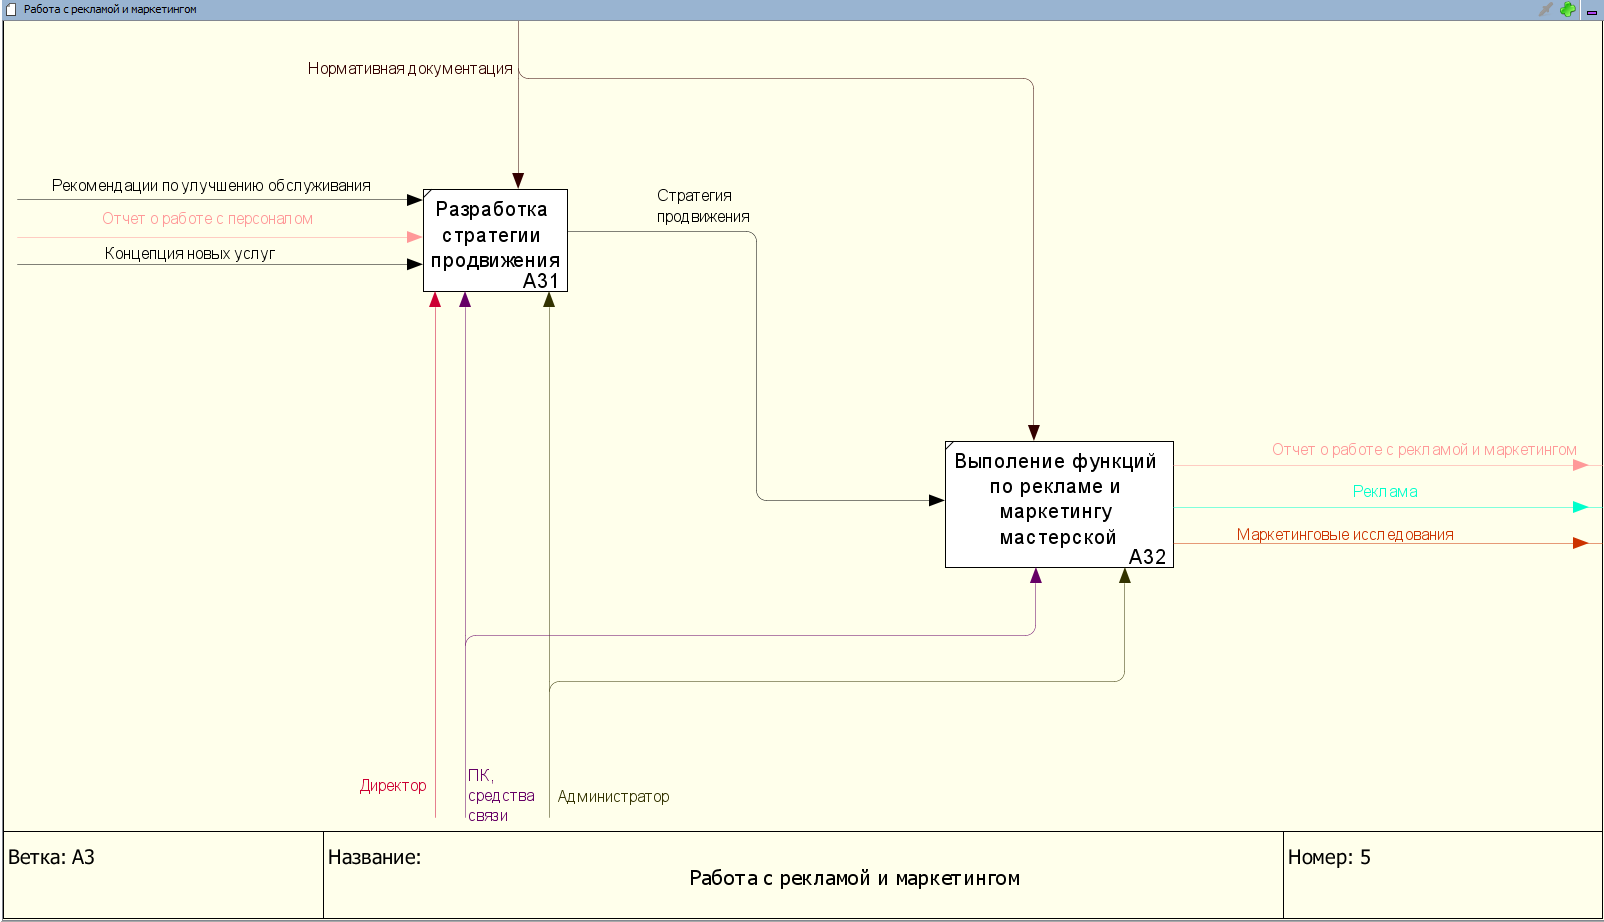 Работа с рекламой и маркетингом
Нормативная документация
Рекомендации по улучшению обслуживания
Отчет о работе с персоналом
Концепция новых услуг
Разработка
стратегии
продвижения
A31
Стратегия
продвижения
Выполение функций
по рекламе и
маркетингу
мастерской
A32
Отчет о работе с рекламой и маркетингом
Реклама
Маркетинговые исследования
Директор
ПК,
средства
связи
Администратор
Ветка: A3
Название:
Работа с рекламой и маркетингом
Номер: 5